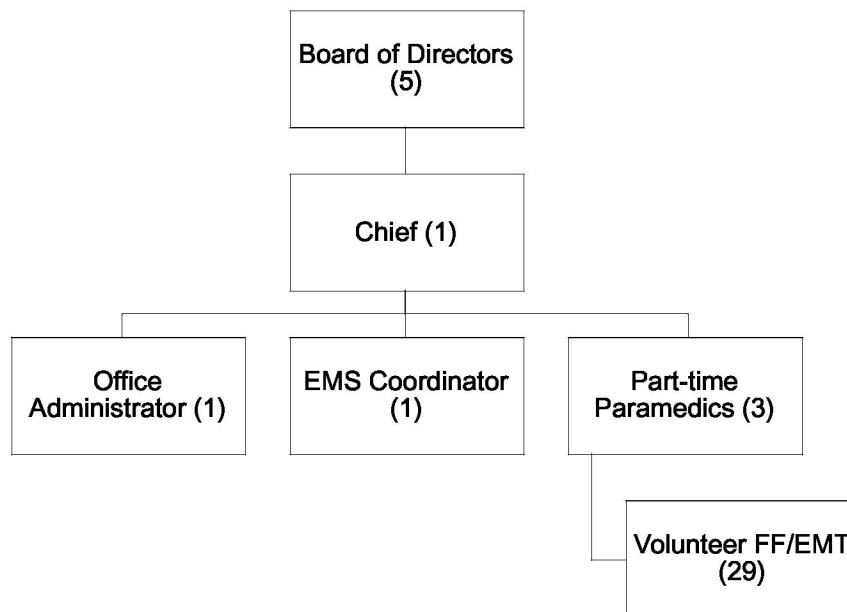 Board of Directors
(5)
Chief (1)
Office
Administrator (1)
EMS Coordinator
(1)
Part-time
Paramedics (3)
Volunteer FF/EMT
(29)